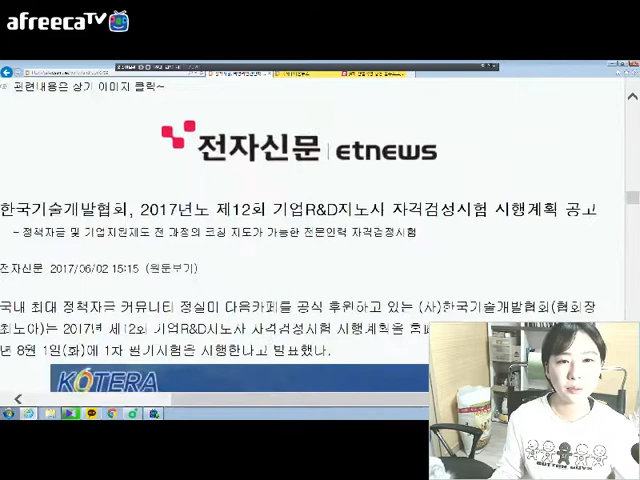 afreecaTV
관련내용은 상기 이미지 클릭~
전자신문 etnews
한국기술개발협회, 2017년도 제12회 기업R&D지도사 자격검정시험 시행계획 공고
- 정책자금 및 기업지원제도 전 과정의 코칭 지도가 가능한 전문인력 자격검정시험
전자신문 2017/06/02 15:15 (원문보기)
국내 최대 정책자금 커뮤니티 정실미 다음카페를 공식 후원하고 있는 (사)한국기술개발협회(협회장
는 2017년 제12회 기업R&D지도사 자격검정시험 시행계획을
년 8월 1일(화)에 1차 필기시험을 시행한다고 발표했다.
KOTERA